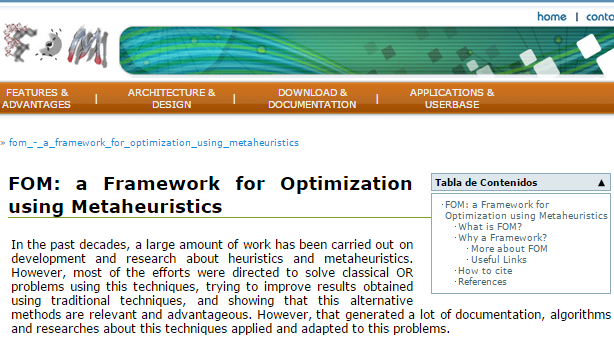 home | conta
FOM
FEATURES & ADVANTAGES | ARCHITECTURE & DESIGN | DOWNLOAD & DOCUMENTATION | APPLICATIONS & USERBASE
» fom_-_a_framework_for_optimization_using_metaheuristics
FOM: a Framework for Optimization
using Metaheuristics
Tabla de Contenidos ▲
· FOM: a Framework for
Optimization using Metaheuristics
· What is FOM?
· Why a Framework?
· More about FOM
· Useful Links
· How to cite
· References
In the past decades, a large amount of work has been carried out on
development and research about heuristics and metaheuristics.
However, most of the efforts were directed to solve classical OR
problems using this techniques, trying to improve results obtained
using traditional techniques, and showing that this alternative
methods are relevant and advantageous. However, that generated a lot of documentation, algorithms
and researches about this techniques applied and adapted to this problems.